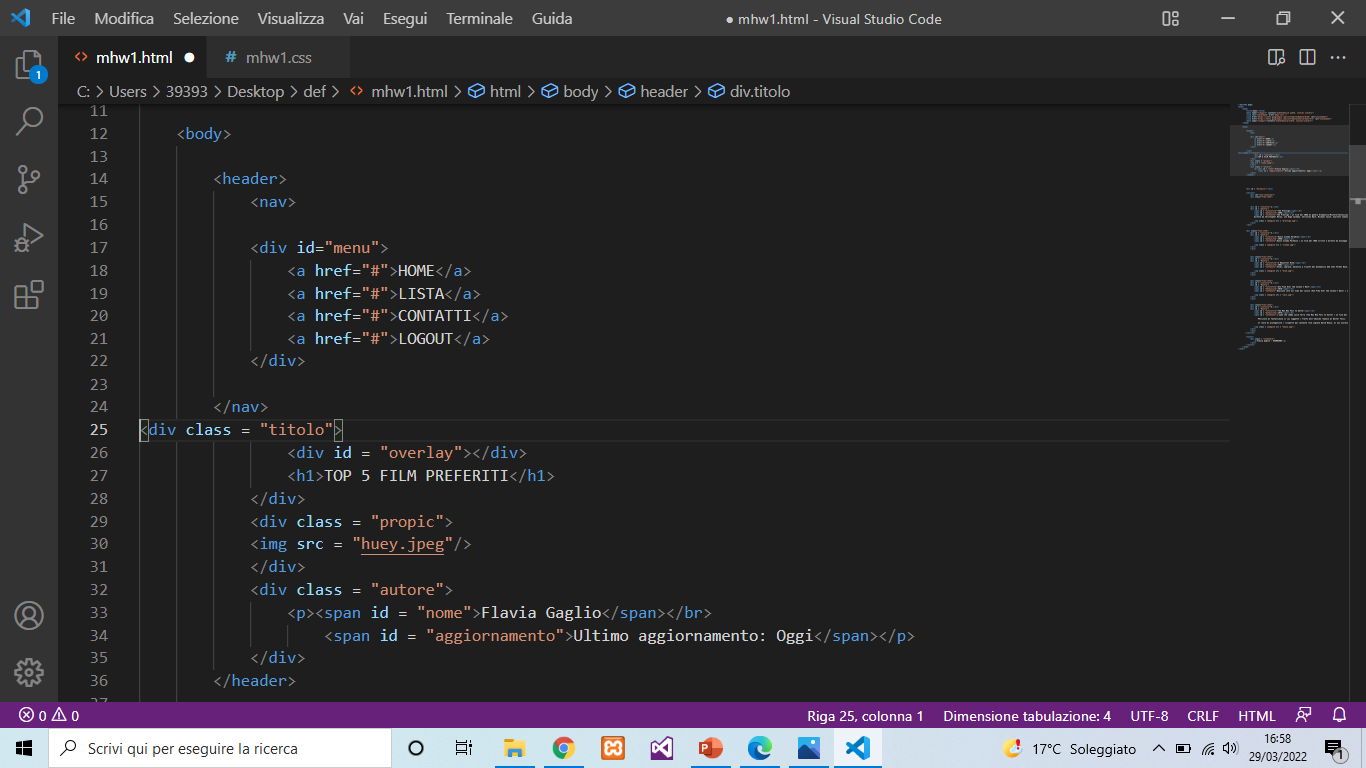 File Modifica Selezione Visualizza Vai Esegui Terminale Guida ● mhw1.html - Visual Studio Code
mhw1.html ● # mhw1.css
1
C: > Users > 39393 > Desktop > def > mhw1.html > html > body > header > div.titolo
11
12 <body>
13
14 <header>
15 <nav>
16
17 <div id="menu">
18 <a href="#">HOME</a>
19 <a href="#">LISTA</a>
20 <a href="#">CONTATTI</a>
21 <a href="#">LOGOUT</a>
22 </div>
23
24 </nav>
25 <div class = "titolo">
26 <div id = "overlay"></div>
27 <h1>TOP 5 FILM PREFERITI</h1>
28 </div>
29 <div class = "propic">
30 <img src = "huey.jpeg"/>
31 </div>
32 <div class = "autore">
33 <p><span id = "nome">Flavia Gaglio</span></br>
34 <span id = "aggiornamento">Ultimo aggiornamento: Oggi</span></p>
35 </div>
36 </header>
37
0 0 Riga 25, colonna 1 Dimensione tabulazione: 4 UTF-8 CRLF HTML
Scrivi qui per eseguire la ricerca 17°C Soleggiato 16:58
29/03/2022 1